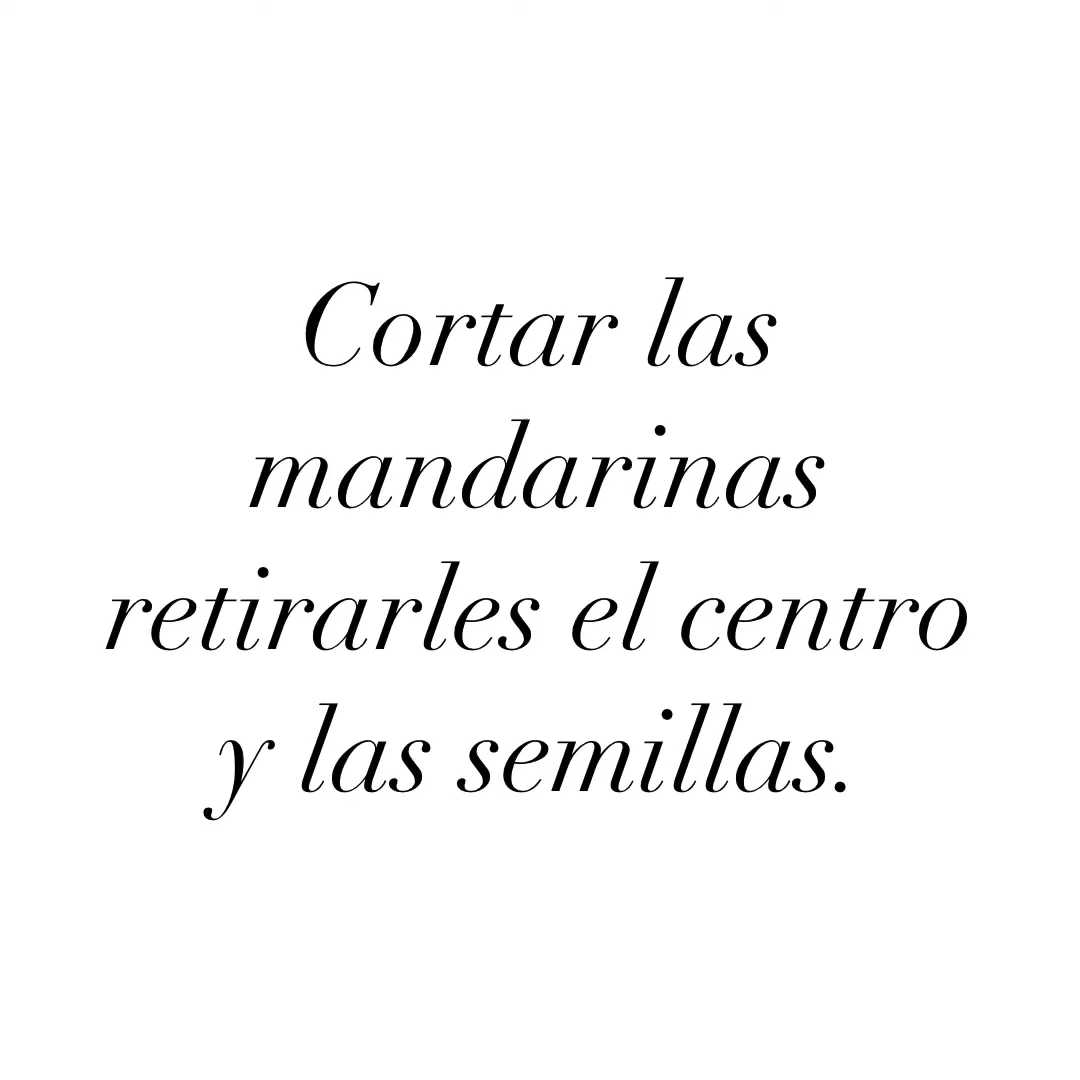 Cortar las
mandarinas
retirarles el centro
y las semillas.